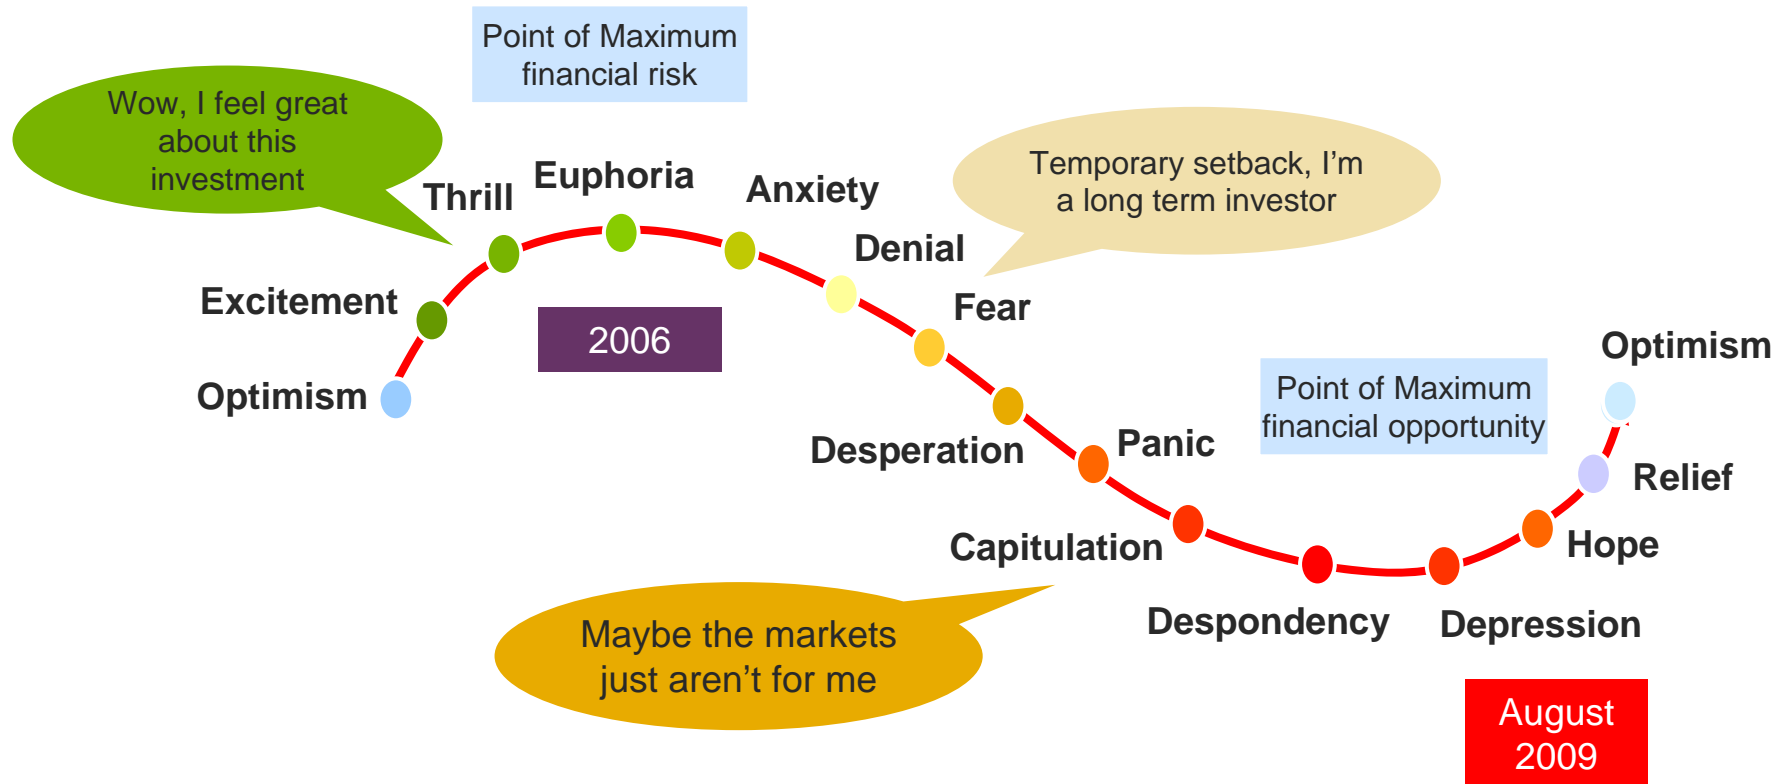 Point of Maximum
financial risk
Wow, I feel great
about this
investment
Temporary setback, I'm
a long term investor
Thrill
Euphoria
Anxiety
Denial
Excitement
Fear
2006
Optimism
Optimism
Point of Maximum
financial opportunity
Desperation
Panic
Relief
Capitulation
Hope
Despondency
Depression
Maybe the markets
just aren't for me
August
2009